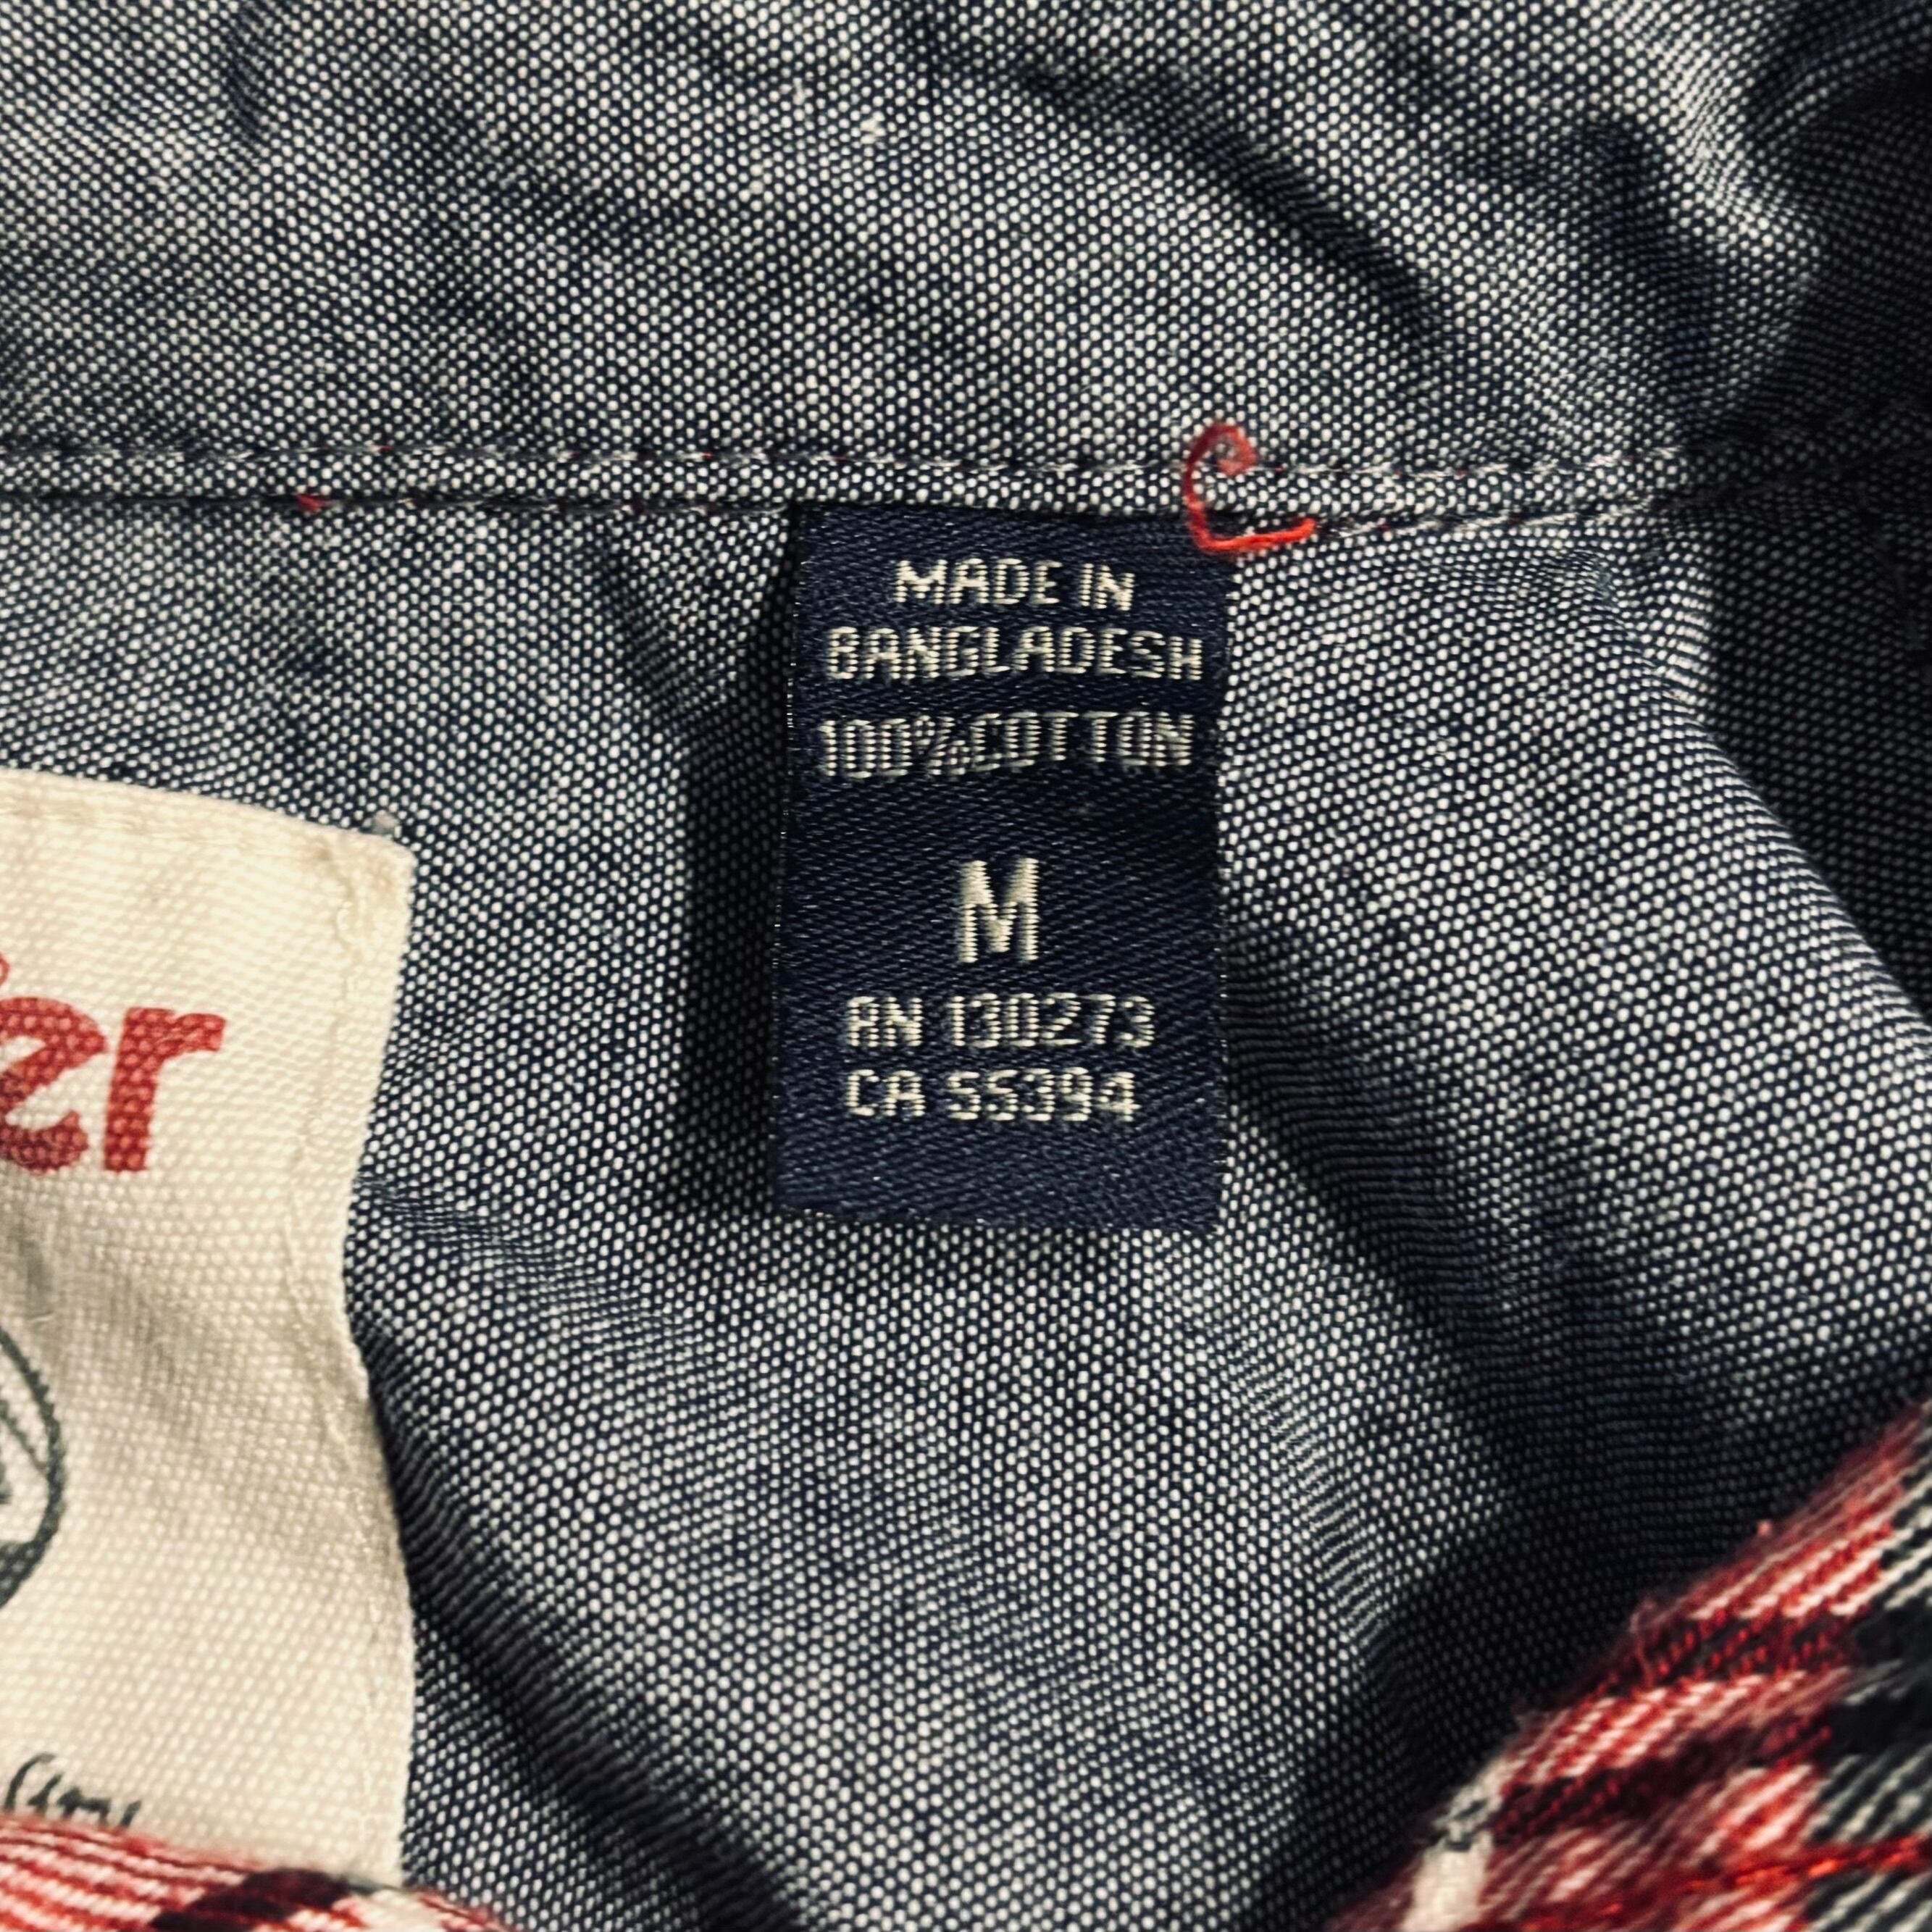 MADE IN
BANGLADESH
100% COTTON
M
RN 130273
CA 55394
er